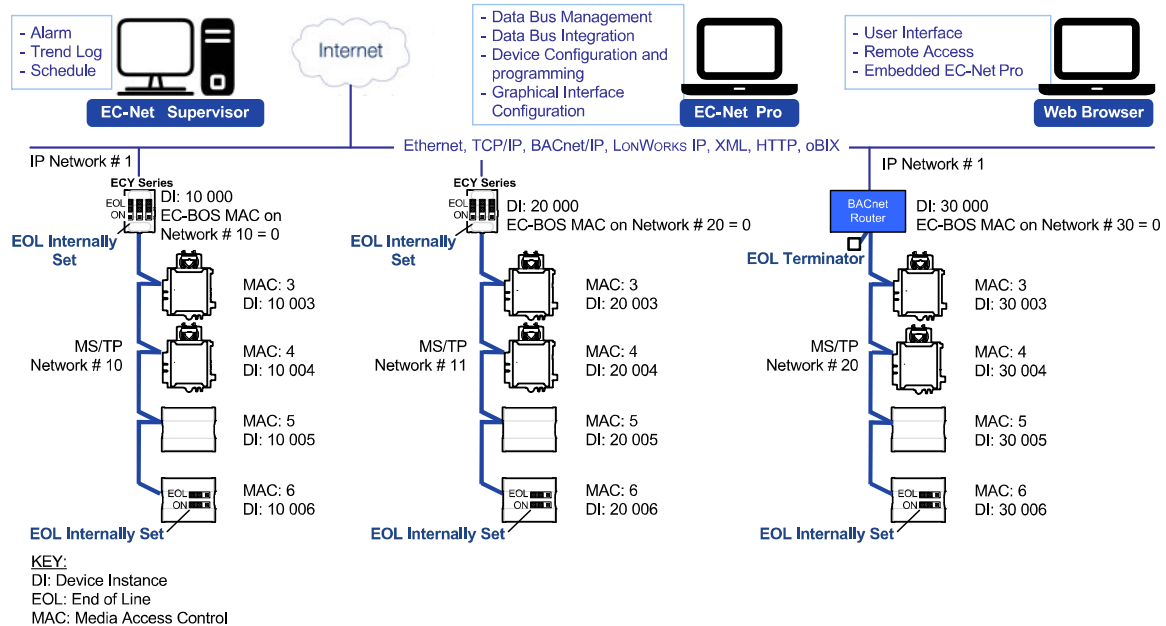 - Alarm
- Trend Log
- Schedule
EC-Net Supervisor
Internet
- Data Bus Management
- Data Bus Integration
- Device Configuration and
programming
- Graphical Interface
Configuration
EC-Net Pro
- User Interface
- Remote Access
- Embedded EC-Net Pro
Web Browser
Ethernet, TCP/IP, BACnet/IP, LONWORKS IP, XML, HTTP, oBIX
IP Network # 1
ECY Series
EOL
ON
DI: 10 000
EC-BOS MAC on
Network # 10 = 0
EOL Internally
Set
MAC: 3
DI: 10 003
MS/TP
Network # 10
MAC: 4
DI: 10 004
MAC: 5
DI: 10 005
EOL
ON
MAC: 6
DI: 10 006
EOL Internally Set
ECY Series
EOL
ON
DI: 20 000
EC-BOS MAC on Network # 20 = 0
EOL Internally
Set
MAC: 3
DI: 20 003
MS/TP
Network # 11
MAC: 4
DI: 20 004
MAC: 5
DI: 20 005
EOL
ON
MAC: 6
DI: 20 006
EOL Internally Set
IP Network # 1
BACnet
Router
DI: 30 000
EC-BOS MAC on Network # 30 = 0
EOL Terminator
MAC: 3
DI: 30 003
MS/TP
Network # 20
MAC: 4
DI: 30 004
MAC: 5
DI: 30 005
EOL
ON
MAC: 6
DI: 30 006
EOL Internally Set
KEY:
DI: Device Instance
EOL: End of Line
MAC: Media Access Control